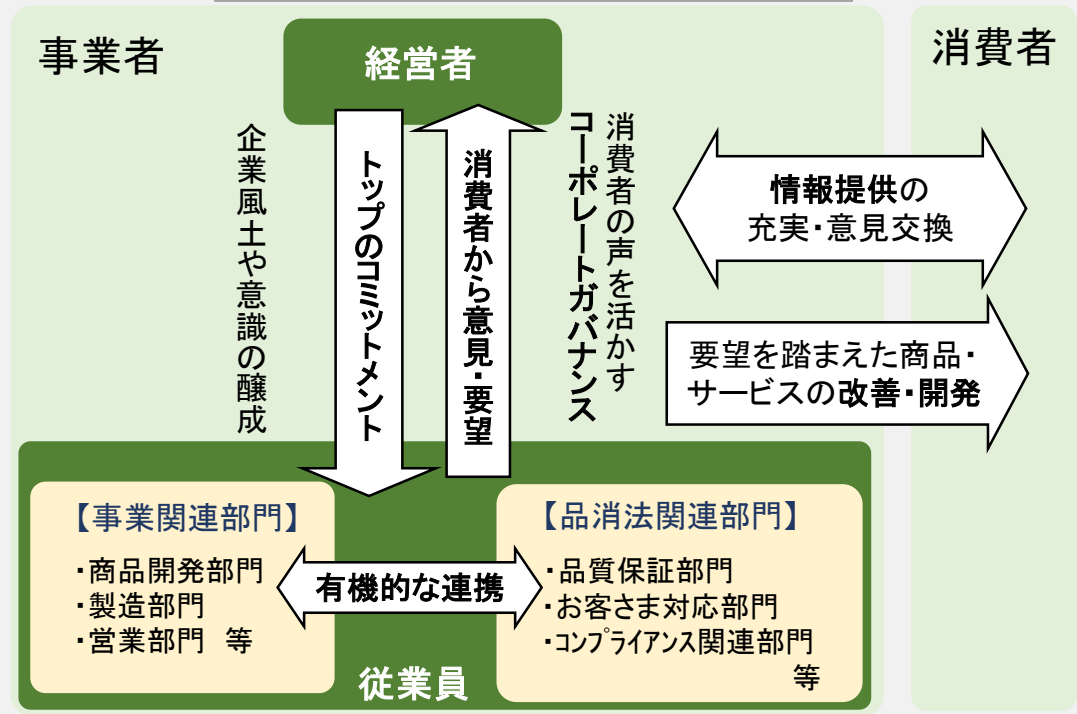 事業者
経営者
消費者
企業風土や意識の醸成
トップのコミットメント
消費者から意見・要望
消費者の声を活かす
コーポレートガバナンス
情報提供の
充実・意見交換
要望を踏まえた商品・
サービスの改善・開発
【事業関連部門】
・商品開発部門
・製造部門
・営業部門　等
有機的な連携
【品消法関連部門】
・品質保証部門
・お客さま対応部門
・コンプライアンス関連部門
等
従業員